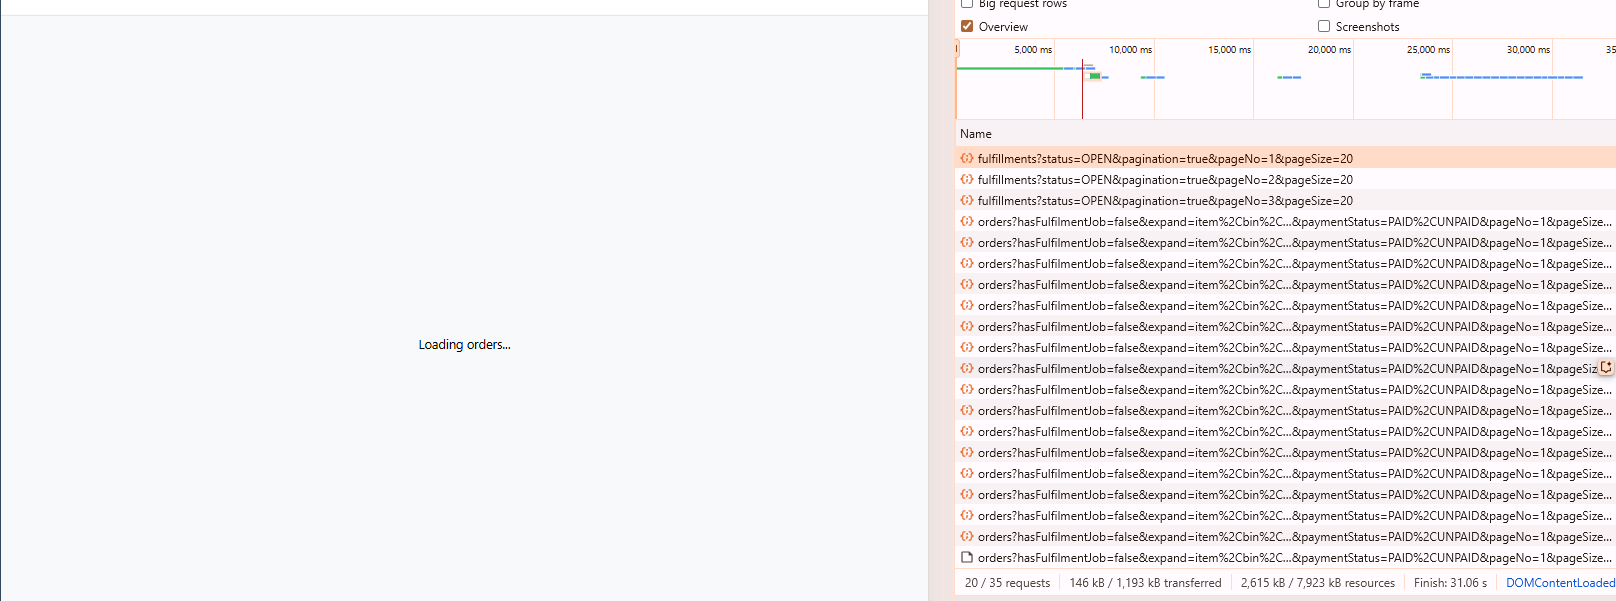 Big request rows
Group by frame
Overview
Screenshots
5,000 ms
10,000 ms
15,000 ms
20,000 ms
25,000 ms
30,000 ms
35
Name
fulfillments?status=OPEN&pagination=true&pageNo=1&pageSize=20
fulfillments?status=OPEN&pagination=true&pageNo=2&pageSize=20
fulfillments?status=OPEN&pagination=true&pageNo=3&pageSize=20
orders?hasFulfilmentJob=false&expand=item%2Cbin%2C...&paymentStatus=PAID%2CUNPAID&pageNo=1&pageSize...
orders?hasFulfilmentJob=false&expand=item%2Cbin%2C...&paymentStatus=PAID%2CUNPAID&pageNo=1&pageSize...
orders?hasFulfilmentJob=false&expand=item%2Cbin%2C...&paymentStatus=PAID%2CUNPAID&pageNo=1&pageSize...
orders?hasFulfilmentJob=false&expand=item%2Cbin%2C...&paymentStatus=PAID%2CUNPAID&pageNo=1&pageSize...
orders?hasFulfilmentJob=false&expand=item%2Cbin%2C...&paymentStatus=PAID%2CUNPAID&pageNo=1&pageSize...
orders?hasFulfilmentJob=false&expand=item%2Cbin%2C...&paymentStatus=PAID%2CUNPAID&pageNo=1&pageSize...
Loading orders...
orders?hasFulfilmentJob=false&expand=item%2Cbin%2C...&paymentStatus=PAID%2CUNPAID&pageNo=1&pageSize...
orders?hasFulfilmentJob=false&expand=item%2Cbin%2C...&paymentStatus=PAID%2CUNPAID&pageNo=1&pageSiz
orders?hasFulfilmentJob=false&expand=item%2Cbin%2C...&paymentStatus=PAID%2CUNPAID&pageNo=1&pageSize...
orders?hasFulfilmentJob=false&expand=item%2Cbin%2C...&paymentStatus=PAID%2CUNPAID&pageNo=1&pageSize...
orders?hasFulfilmentJob=false&expand=item%2Cbin%2C...&paymentStatus=PAID%2CUNPAID&pageNo=1&pageSize...
orders?hasFulfilmentJob=false&expand=item%2Cbin%2C...&paymentStatus=PAID%2CUNPAID&pageNo=1&pageSize...
orders?hasFulfilmentJob=false&expand=item%2Cbin%2C...&paymentStatus=PAID%2CUNPAID&pageNo=1&pageSize...
orders?hasFulfilmentJob=false&expand=item%2Cbin%2C...&paymentStatus=PAID%2CUNPAID&pageNo=1&pageSize...
orders?hasFulfilmentJob=false&expand=item%2Cbin%2C...&paymentStatus=PAID%2CUNPAID&pageNo=1&pageSize...
orders?hasFulfilmentJob=false&expand=item%2Cbin%2C...&paymentStatus=PAID%2CUNPAID&pageNo=1&pageSize...
orders?hasFulfilmentJob=false&expand=item%2Cbin%2C...&paymentStatus=PAID%2CUNPAID&pageNo=1&pageSize...
20 / 35 requests
146 kB / 1,193 kB transferred
2,615 kB / 7,923 kB resources
Finish: 31.06 s
DOMContentLoaded